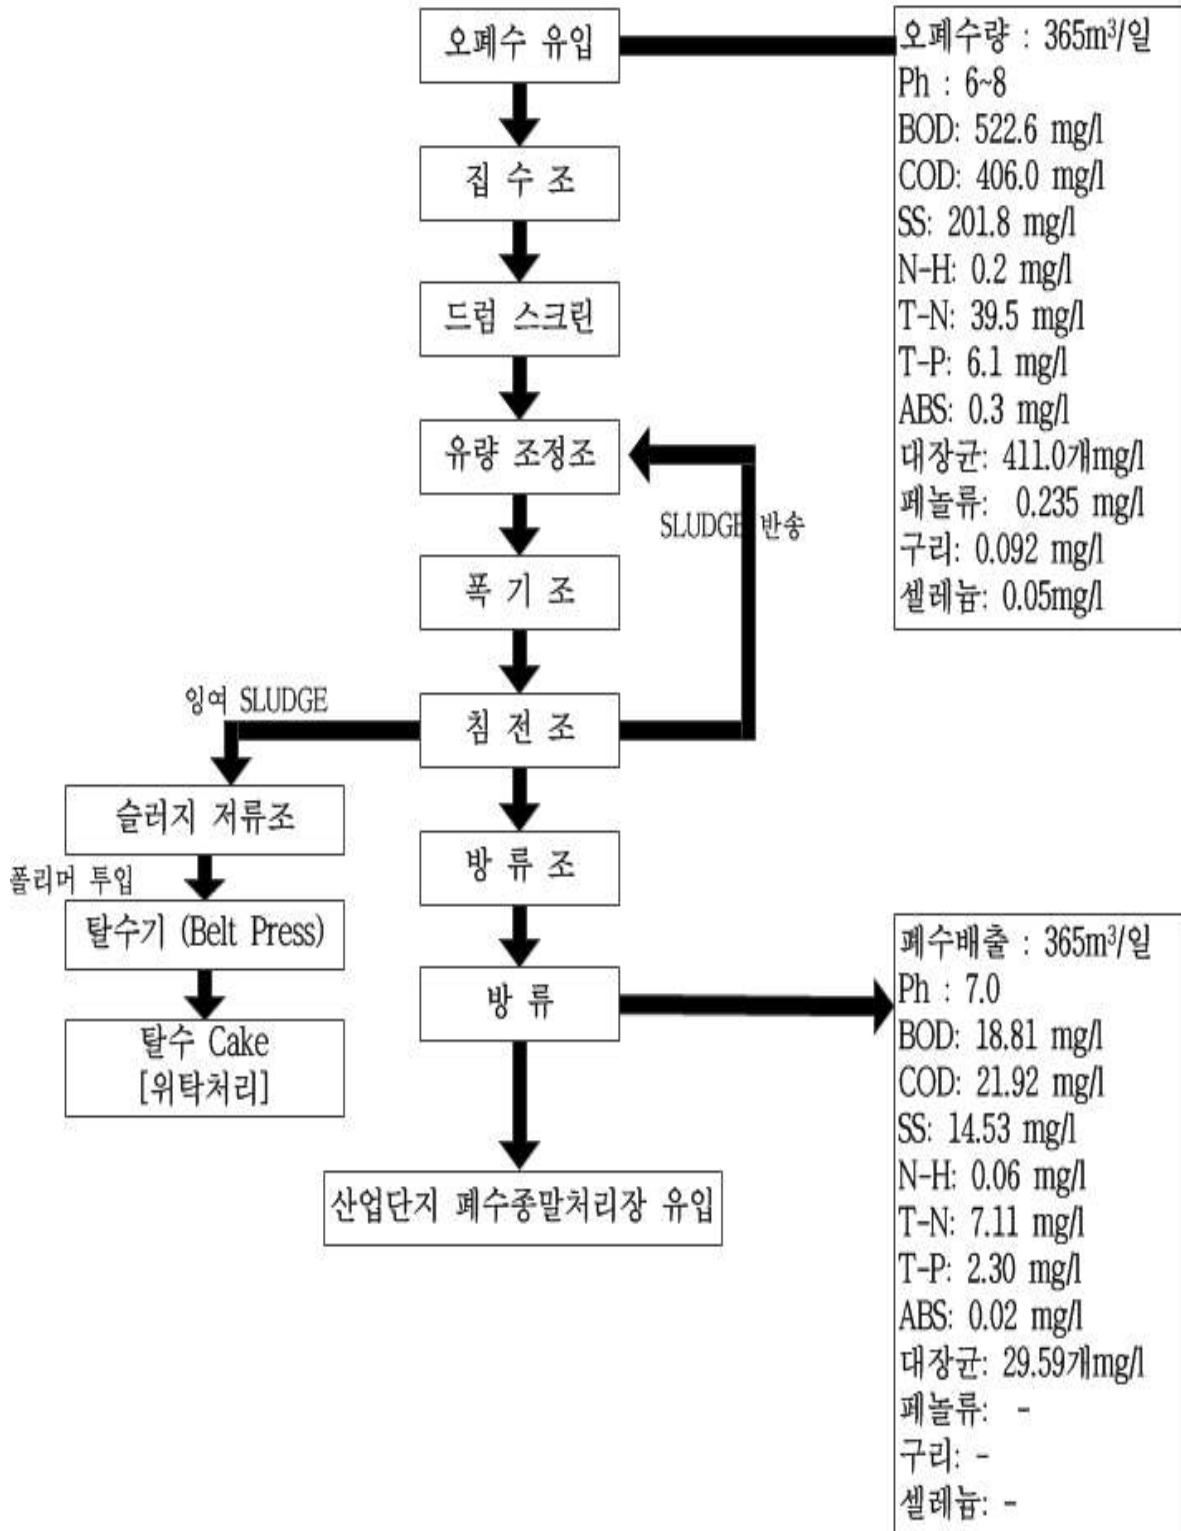 오폐수 유입
집 수 조
드럼 스크린
유량 조정조
SLUDGE 반송
폭 기 조
잉여 SLUDGE
침 전 조
슬러지 저류조
폴리머 투입
탈수기 (Belt Press)
탈수 Cake
[위탁처리]
방 류 조
방 류
산업단지 폐수종말처리장 유입
오폐수량 : 365m³/일
Ph : 6~8
BOD: 522.6 mg/l
COD: 406.0 mg/l
SS: 201.8 mg/l
N-H: 0.2 mg/l
T-N: 39.5 mg/l
T-P: 6.1 mg/l
ABS: 0.3 mg/l
대장균: 411.0개mg/l
페놀류: 0.235 mg/l
구리: 0.092 mg/l
셀레늄: 0.05mg/l
폐수배출 : 365m³/일
Ph : 7.0
BOD: 18.81 mg/l
COD: 21.92 mg/l
SS: 14.53 mg/l
N-H: 0.06 mg/l
T-N: 7.11 mg/l
T-P: 2.30 mg/l
ABS: 0.02 mg/l
대장균: 29.59개mg/l
페놀류: -
구리: -
셀레늄: -